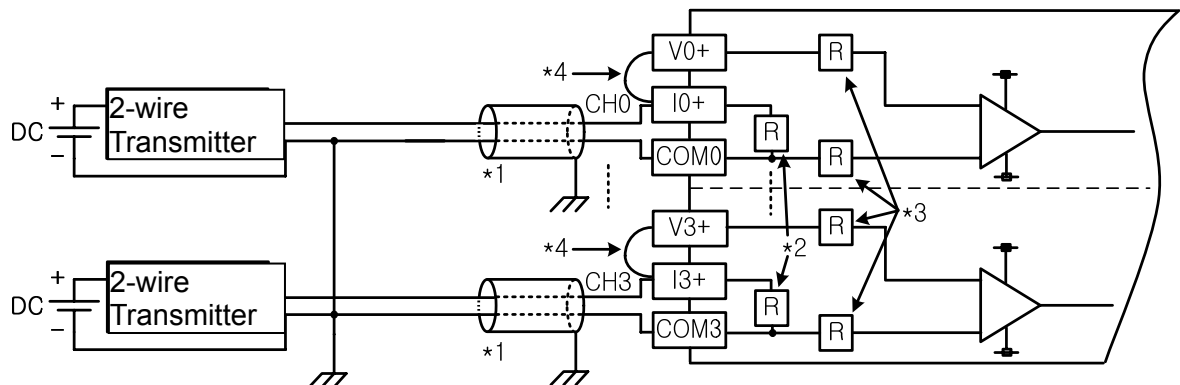 V0+
R
*4
CH0
I0+
+
2-wire
Transmitter
DC
R
–
COM0
R
*1
*3
V3+
R
*4
*2
+
2-wire
Transmitter
CH3
I3+
DC
R
–
COM3
R
*1